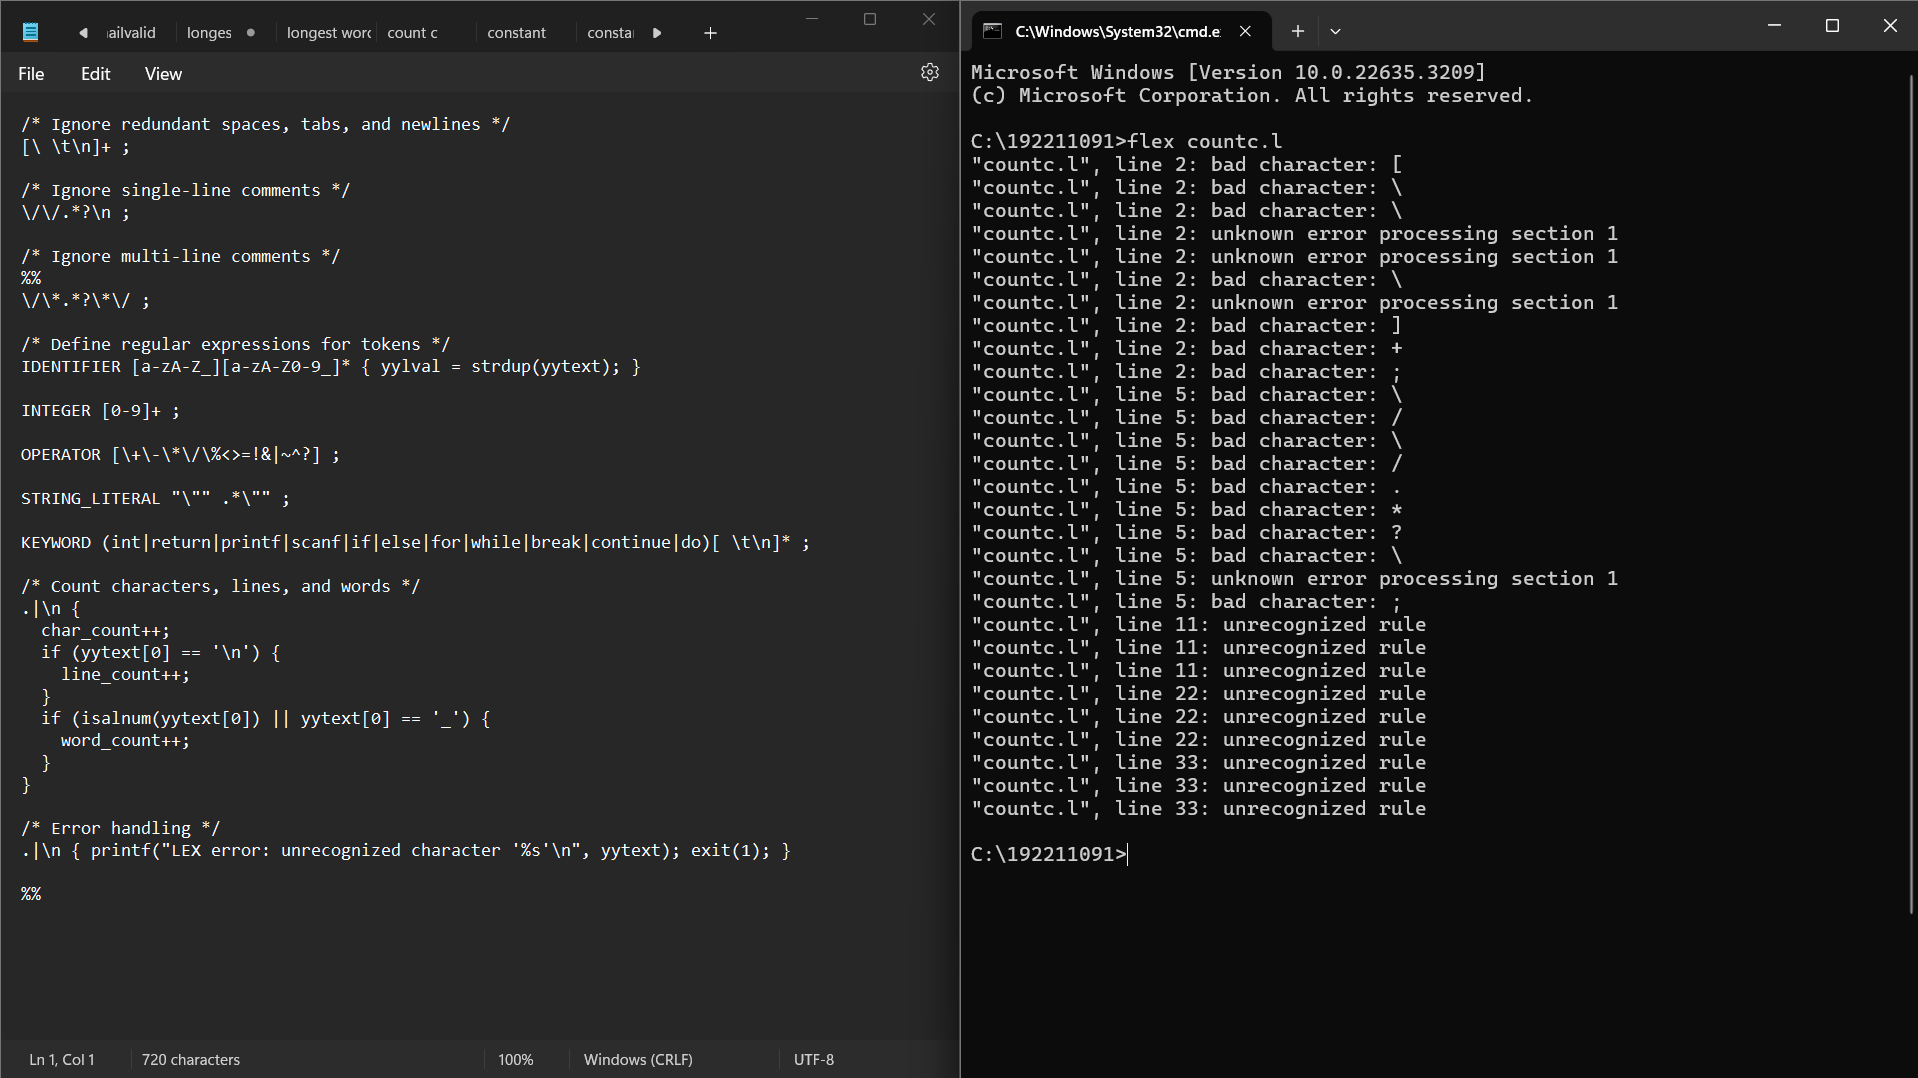 ailvalid
longes
longest word
count c
constant
consta
File
Edit
View
/* Ignore redundant spaces, tabs, and newlines */
[\ \t\n]+ ;
/* Ignore single-line comments */
\/\/.*?\n ;
/* Ignore multi-line comments */
%%
\/\*.*?\*\/ ;
/* Define regular expressions for tokens */
IDENTIFIER [a-zA-Z_][a-zA-Z0-9_]* { yylval = strdup(yytext); }
INTEGER [0-9]+ ;
OPERATOR [\+\-\*\/\%<>=!&|~^?] ;
STRING_LITERAL "\"" .*\"" ;
KEYWORD (int|return|printf|scanf|if|else|for|while|break|continue|do)[ \t\n]* ;
/* Count characters, lines, and words */
.|\n {
  char_count++;
  if (yytext[0] == '\n') {
    line_count++;
  }
  if (isalnum(yytext[0]) || yytext[0] == '_') {
    word_count++;
  }
}
/* Error handling */
.|\n { printf("LEX error: unrecognized character '%s'\n", yytext); exit(1); }
%%
Ln 1, Col 1
720 characters
100%
Windows (CRLF)
UTF-8
C:\Windows\System32\cmd.e
Microsoft Windows [Version 10.0.22635.3209]
(c) Microsoft Corporation. All rights reserved.
C:\192211091>flex countc.l
"countc.l", line 2: bad character: [
"countc.l", line 2: bad character: \
"countc.l", line 2: bad character: \
"countc.l", line 2: unknown error processing section 1
"countc.l", line 2: unknown error processing section 1
"countc.l", line 2: bad character: \
"countc.l", line 2: unknown error processing section 1
"countc.l", line 2: bad character: ]
"countc.l", line 2: bad character: +
"countc.l", line 2: bad character: ;
"countc.l", line 5: bad character: \
"countc.l", line 5: bad character: /
"countc.l", line 5: bad character: \
"countc.l", line 5: bad character: /
"countc.l", line 5: bad character: .
"countc.l", line 5: bad character: *
"countc.l", line 5: bad character: ?
"countc.l", line 5: bad character: \
"countc.l", line 5: unknown error processing section 1
"countc.l", line 5: bad character: ;
"countc.l", line 11: unrecognized rule
"countc.l", line 11: unrecognized rule
"countc.l", line 11: unrecognized rule
"countc.l", line 22: unrecognized rule
"countc.l", line 22: unrecognized rule
"countc.l", line 22: unrecognized rule
"countc.l", line 33: unrecognized rule
"countc.l", line 33: unrecognized rule
"countc.l", line 33: unrecognized rule
C:\192211091>